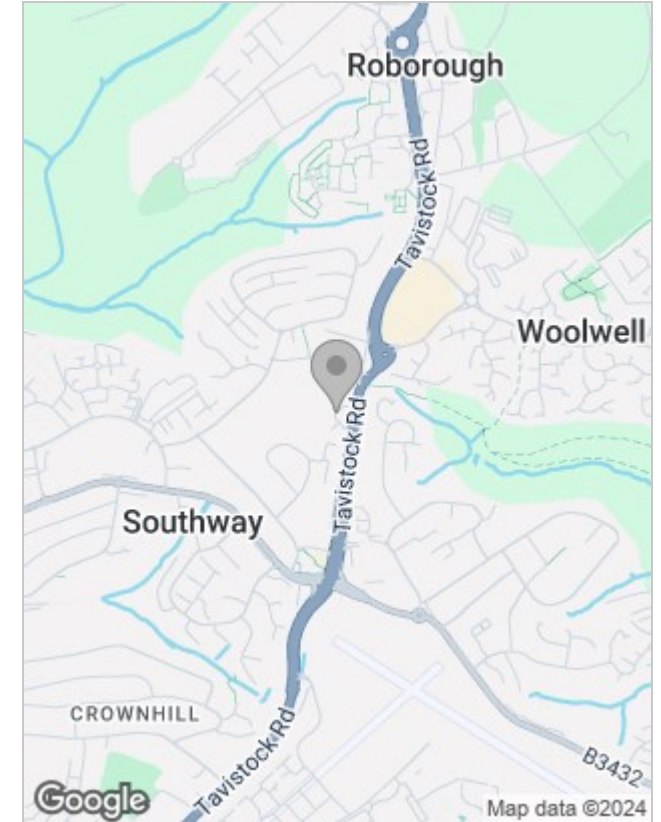 Roborough
Tavistock Rd
Woolwell
Tavistock Rd
Southway
CROWNHILL
Tavistock Rd
B3432
Google
Map data ©2024